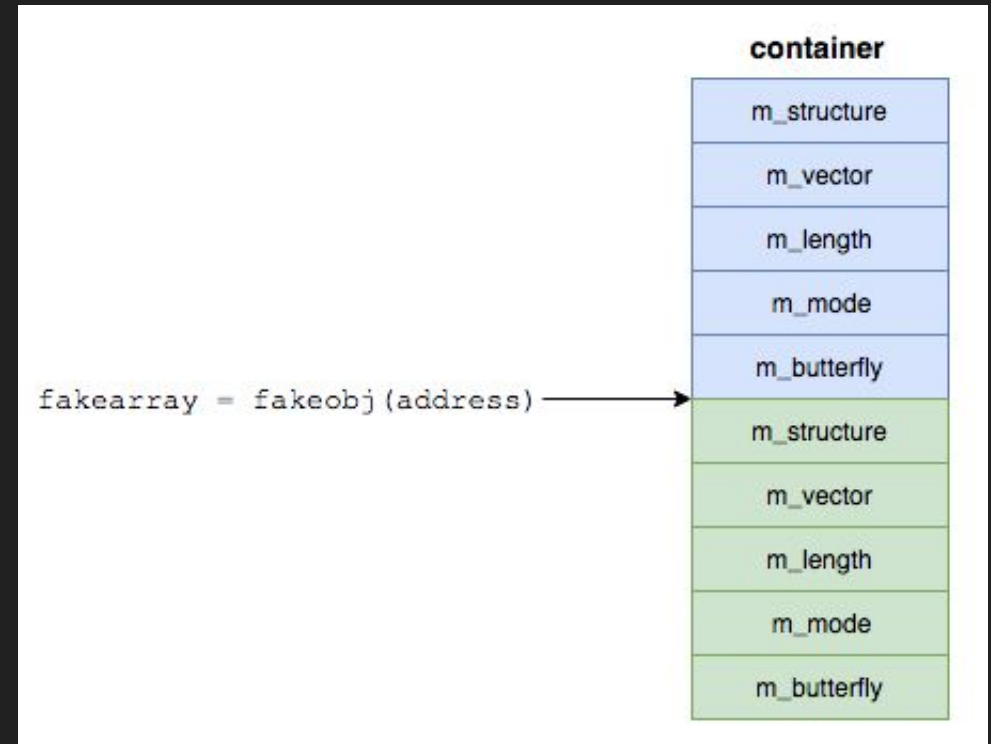 container
m_structure
m_vector
m_length
m_mode
m_butterfly
fakearray = fakeobj(address)
m_structure
m_vector
m_length
m_mode
m_butterfly